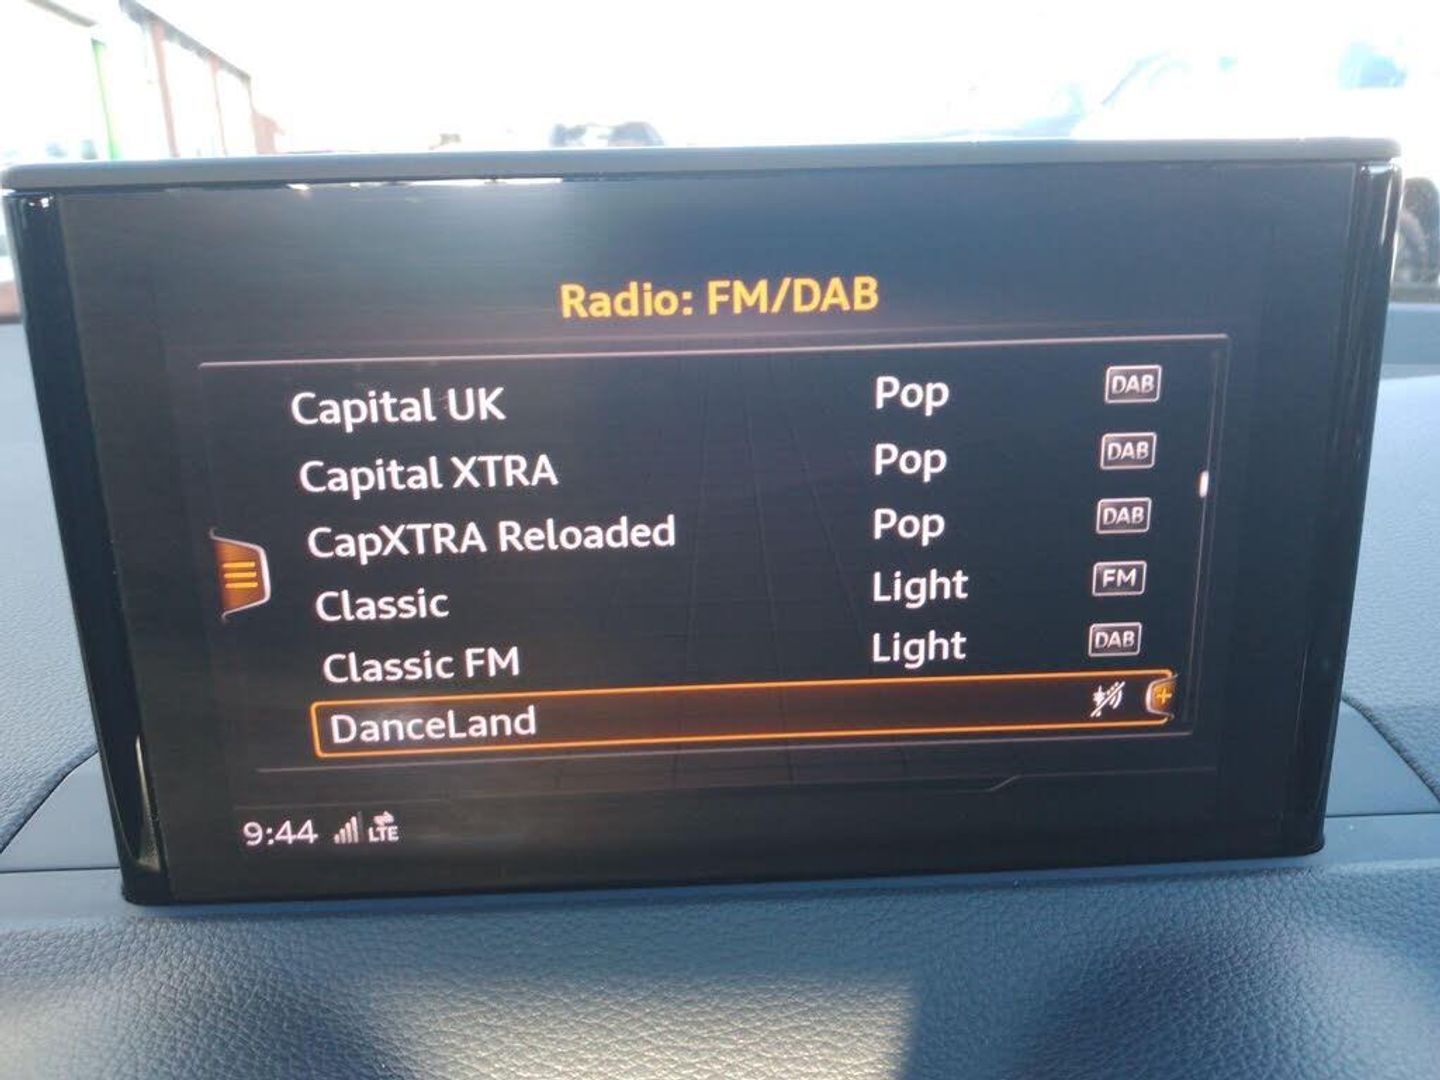 Radio: FM/DAB
Capital UK Pop DAB
Capital XTRA Pop DAB
CapXTRA Reloaded Pop DAB
Classic Light FM
Classic FM Light DAB
DanceLand
9:44 LTE